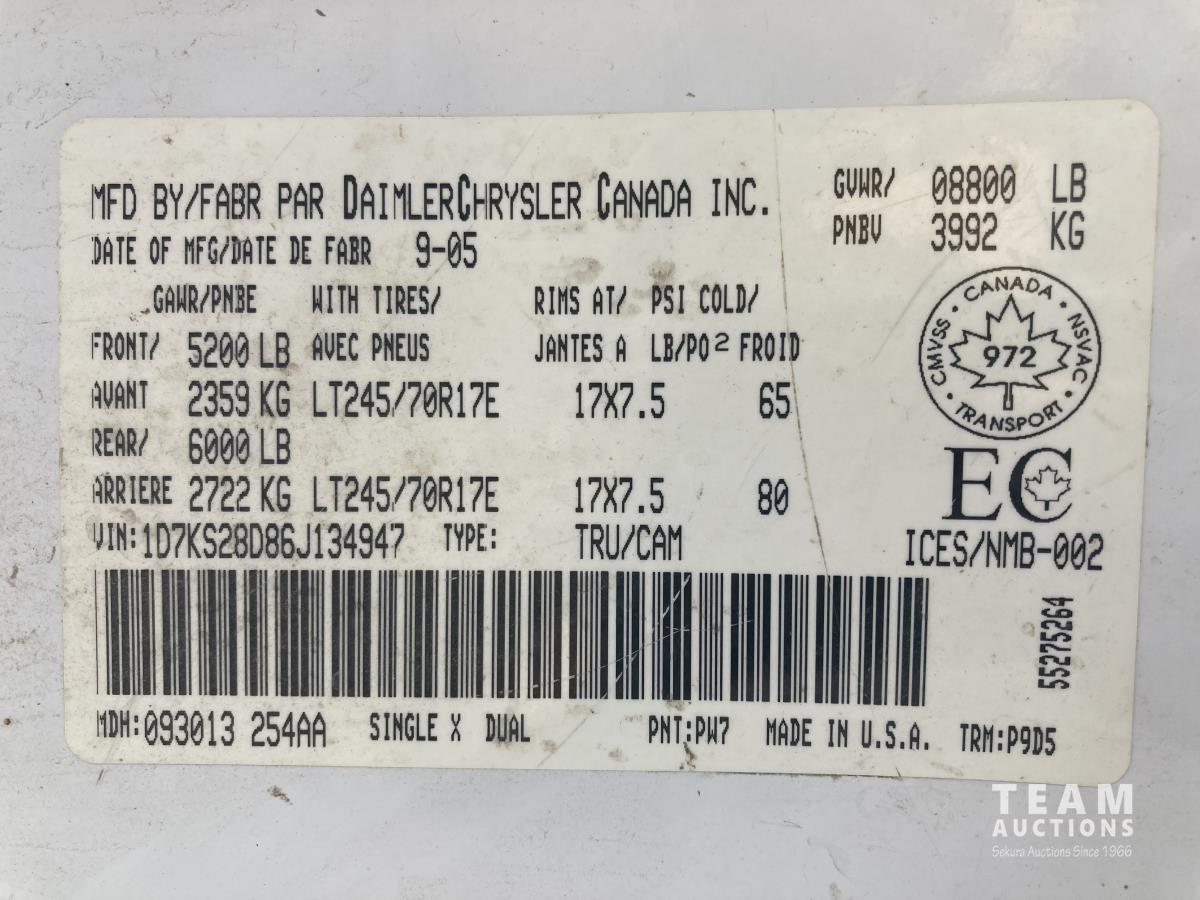 MFD BY/FABR PAR DAIMLERCHRYSLER CANADA INC.
GVWR/ 08800 LB
PNBV 3992 KG
DATE OF MFG/DATE DE FABR 9-05
GAWR/PNBE WITH TIRES/ RIMS AT/ PSI COLD/
FRONT/ 5200 LB AVEC PNEUS JANTES A LB/PO2 FROID
AVANT 2359 KG LT245/70R17E 17X7.5 65
REAR/ 6000 LB
ARRIERE 2722 KG LT245/70R17E 17X7.5 80
VIN:1D7KS28D86J134947 TYPE: TRU/CAM
CANADA
CMVSS · NSVAC
972
TRANSPORT
EC
ICES/NMB-002
55275264
MDH:093013 254AA SINGLE X DUAL PNT:PW7 MADE IN U.S.A. TRM:P9D5
TEAM
AUCTIONS
Sekura Auctions Since 1966